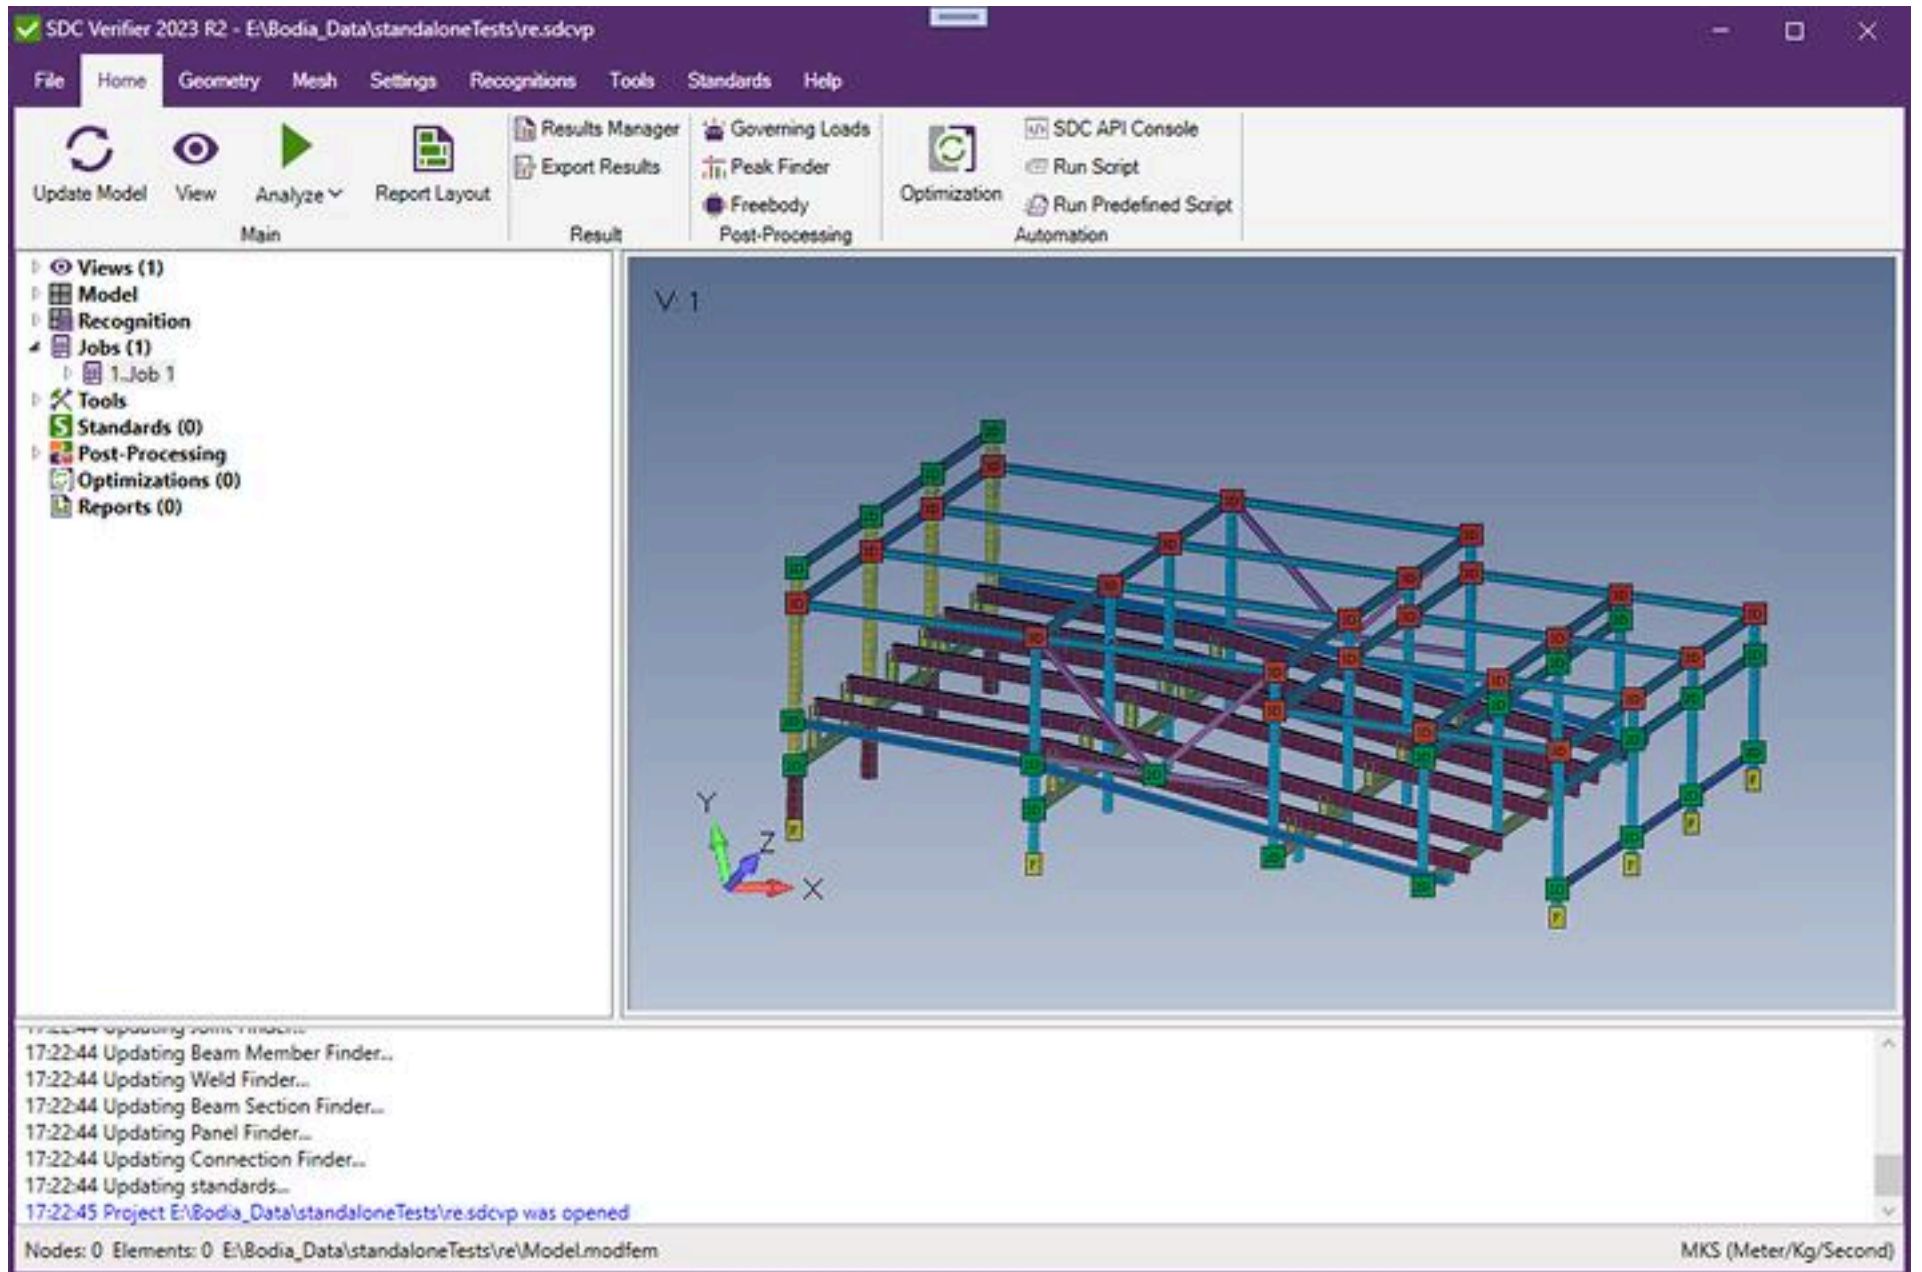 SDC Verifier 2023 R2 - E:\Bodia_Data\standaloneTests\re.sdcvp
File Home Geometry Mesh Settings Recognitions Tools Standards Help
Update Model
View
Analyze
Report Layout
Main
Results Manager
Export Results
Result
Governing Loads
Peak Finder
Freebody
Post-Processing
Optimization
SDC API Console
Run Script
Run Predefined Script
Automation
Views (1)
Model
Recognition
Jobs (1)
1..Job 1
Tools
Standards (0)
Post-Processing
Optimizations (0)
Reports (0)
V: 1
Y
Z
X
17:22:44 Updating Joint Finder...
17:22:44 Updating Beam Member Finder...
17:22:44 Updating Weld Finder...
17:22:44 Updating Beam Section Finder...
17:22:44 Updating Panel Finder...
17:22:44 Updating Connection Finder...
17:22:44 Updating standards...
17:22:45 Project E:\Bodia_Data\standaloneTests\re.sdcvp was opened
Nodes: 0 Elements: 0 E:\Bodia_Data\standaloneTests\re\Model.modfem
MKS (Meter/Kg/Second)